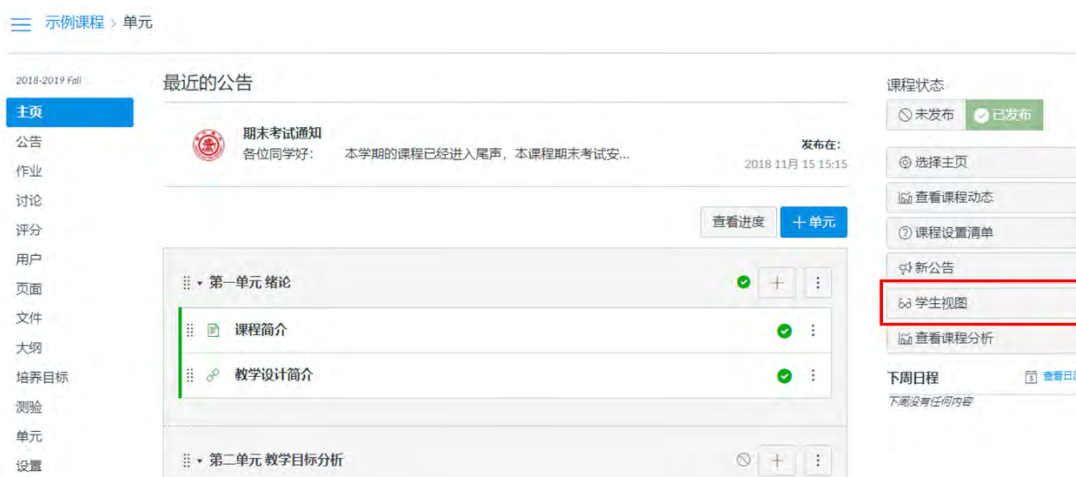 示例课程 › 单元
2018-2019 Fall
主页
公告
作业
讨论
评分
用户
页面
文件
大纲
培养目标
测验
单元
设置
最近的公告
期末考试通知
各位同学好： 本学期的课程已经进入尾声，本课程期末考试安...
发布在：
2018 11月 15 15:15
查看进度
＋单元
第一单元 绪论
课程简介
教学设计简介
第二单元 教学目标分析
课程状态
未发布
已发布
选择主页
查看课程动态
课程设置清单
新公告
学生视图
查看课程分析
下周日程
查看日
下周没有任何内容